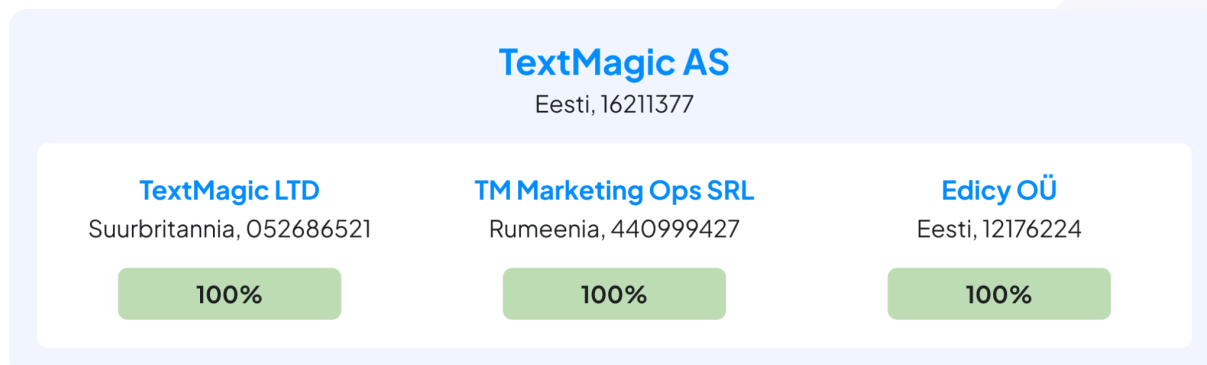 TextMagic AS
Eesti, 16211377
TextMagic LTD
Suurbritannia, 052686521
100%
TM Marketing Ops SRL
Rumeenia, 440999427
100%
Edicy OÜ
Eesti, 12176224
100%